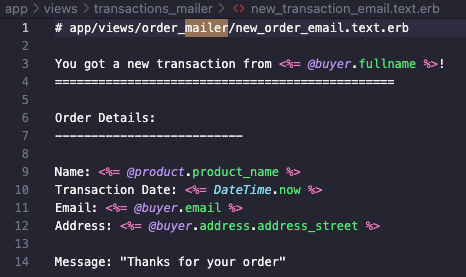 app > views > transactions_mailer > <> new_transaction_email.text.erb
1 # app/views/order_mailer/new_order_email.text.erb
2
3 You got a new transaction from <%= @buyer.fullname %>!
4 ===============================================
5
6 Order Details:
7 --------------------------
8
9 Name: <%= @product.product_name %>
10 Transaction Date: <%= DateTime.now %>
11 Email: <%= @buyer.email %>
12 Address: <%= @buyer.address.address_street %>
13
14 Message: "Thanks for your order"